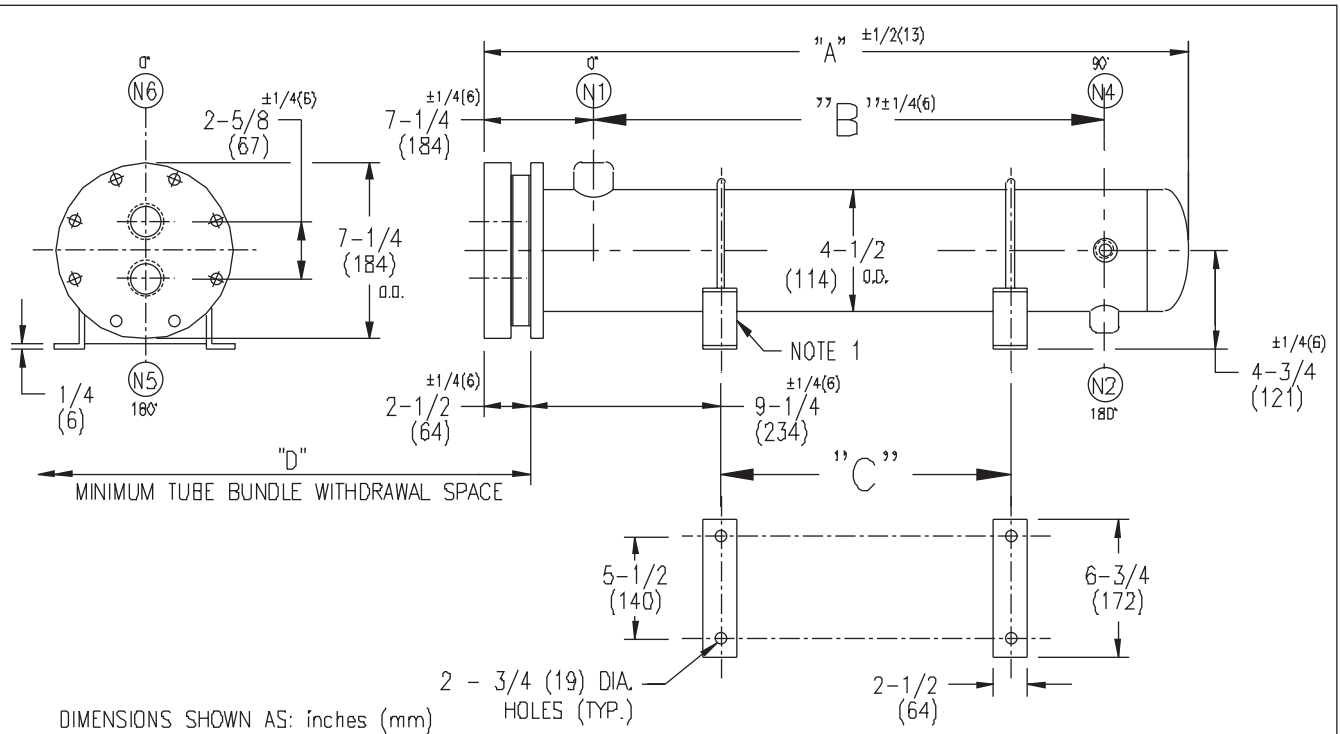 "A" ±1/2(13)
0°
N6
±1/4(6)
2-5/8
(67)
±1/4(6)
7-1/4
(184)
0°
N1
"B" ±1/4(6)
90°
N4
7-1/4
(184)
O.D.
4-1/2
(114) O.D.
NOTE 1
1/4
(6)
N5
180°
±1/4(6)
2-1/2
(64)
±1/4(6)
9-1/4
(234)
N2
180°
±1/4(6)
4-3/4
(121)
"D"
MINIMUM TUBE BUNDLE WITHDRAWAL SPACE
"C"
5-1/2
(140)
6-3/4
(172)
2 - 3/4 (19) DIA.
HOLES (TYP.)
2-1/2
(64)
DIMENSIONS SHOWN AS: inches (mm)